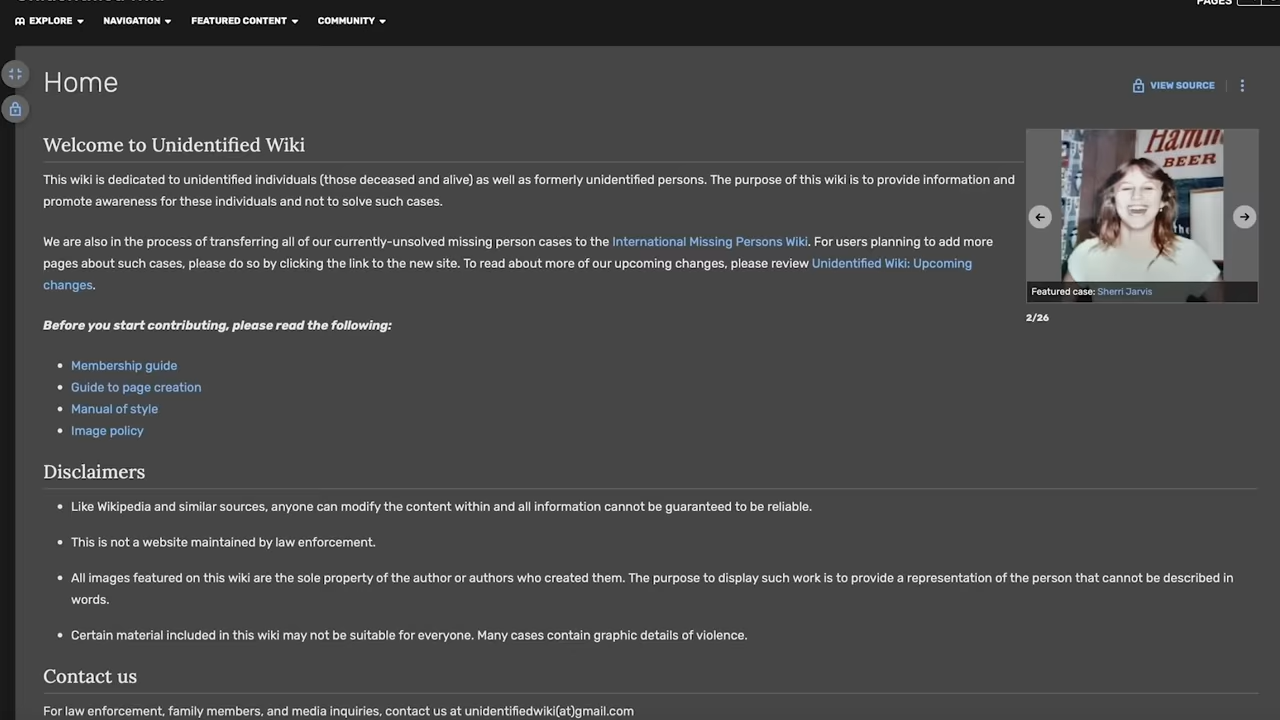 PAGES
EXPLORE NAVIGATION FEATURED CONTENT COMMUNITY
Home
VIEW SOURCE
Welcome to Unidentified Wiki
This wiki is dedicated to unidentified individuals (those deceased and alive) as well as formerly unidentified persons. The purpose of this wiki is to provide information and
promote awareness for these individuals and not to solve such cases.
We are also in the process of transferring all of our currently-unsolved missing person cases to the International Missing Persons Wiki. For users planning to add more
pages about such cases, please do so by clicking the link to the new site. To read about more of our upcoming changes, please review Unidentified Wiki: Upcoming
changes.
BEER
the
Featured case: Sherri Jarvis
2/26
Before you start contributing, please read the following:
• Membership guide
• Guide to page creation
• Manual of style
• Image policy
Disclaimers
• Like Wikipedia and similar sources, anyone can modify the content within and all information cannot be guaranteed to be reliable.
• This is not a website maintained by law enforcement.
• All images featured on this wiki are the sole property of the author or authors who created them. The purpose to display such work is to provide a representation of the person that cannot be described in
words.
• Certain material included in this wiki may not be suitable for everyone. Many cases contain graphic details of violence.
Contact us
For law enforcement, family members, and media inquiries, contact us at unidentifiedwiki(at)gmail.com